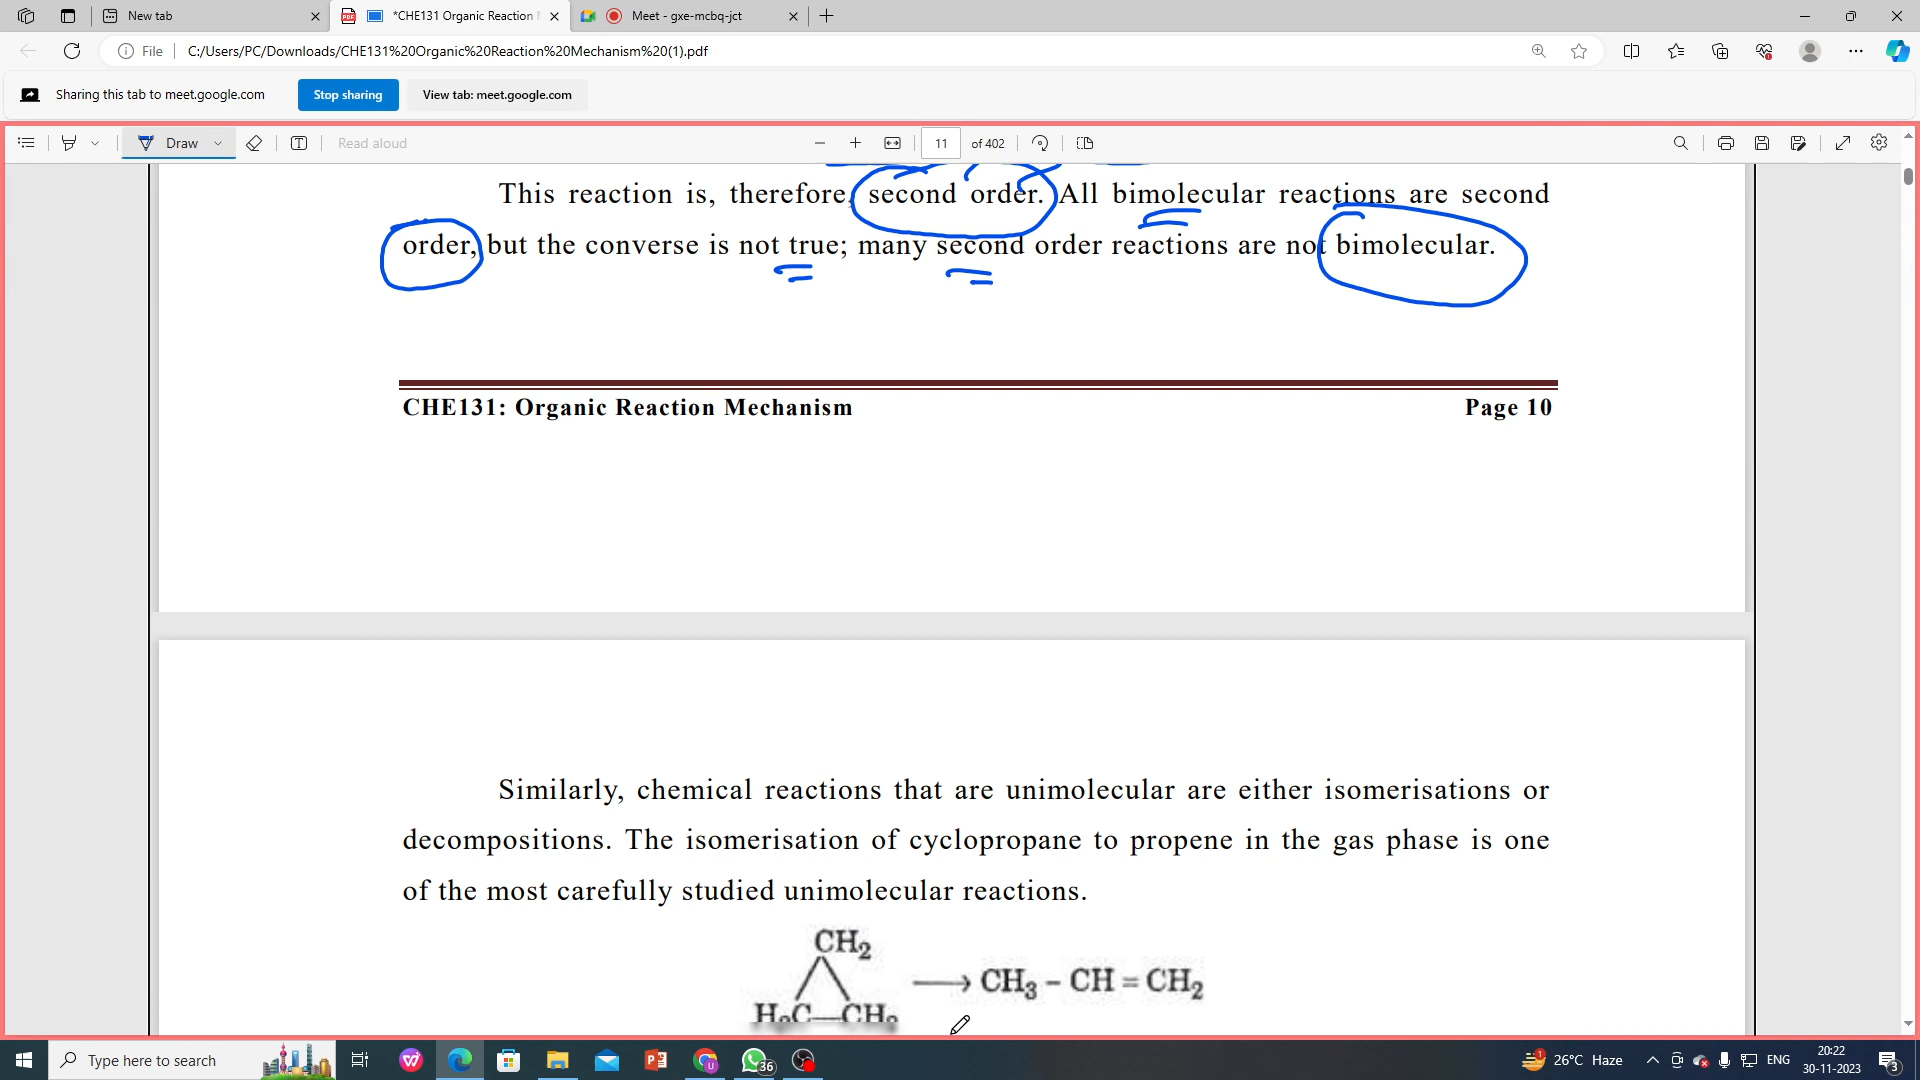 New tab
*CHE131 Organic Reaction M
Meet - gxe-mcbq-jct
File
C:/Users/PC/Downloads/CHE131%20Organic%20Reaction%20Mechanism%20(1).pdf
Sharing this tab to meet.google.com
Stop sharing
View tab: meet.google.com
Draw
Read aloud
11 of 402
This reaction is, therefore, second order. All bimolecular reactions are second
order, but the converse is not true; many second order reactions are not bimolecular.
CHE131: Organic Reaction Mechanism Page 10
Similarly, chemical reactions that are unimolecular are either isomerisations or
decompositions. The isomerisation of cyclopropane to propene in the gas phase is one
of the most carefully studied unimolecular reactions.
CH₂
⟶ CH₃ – CH = CH₂
H₂C—CH₂
Type here to search
36
26°C Haze
ENG
20:22
30-11-2023
3